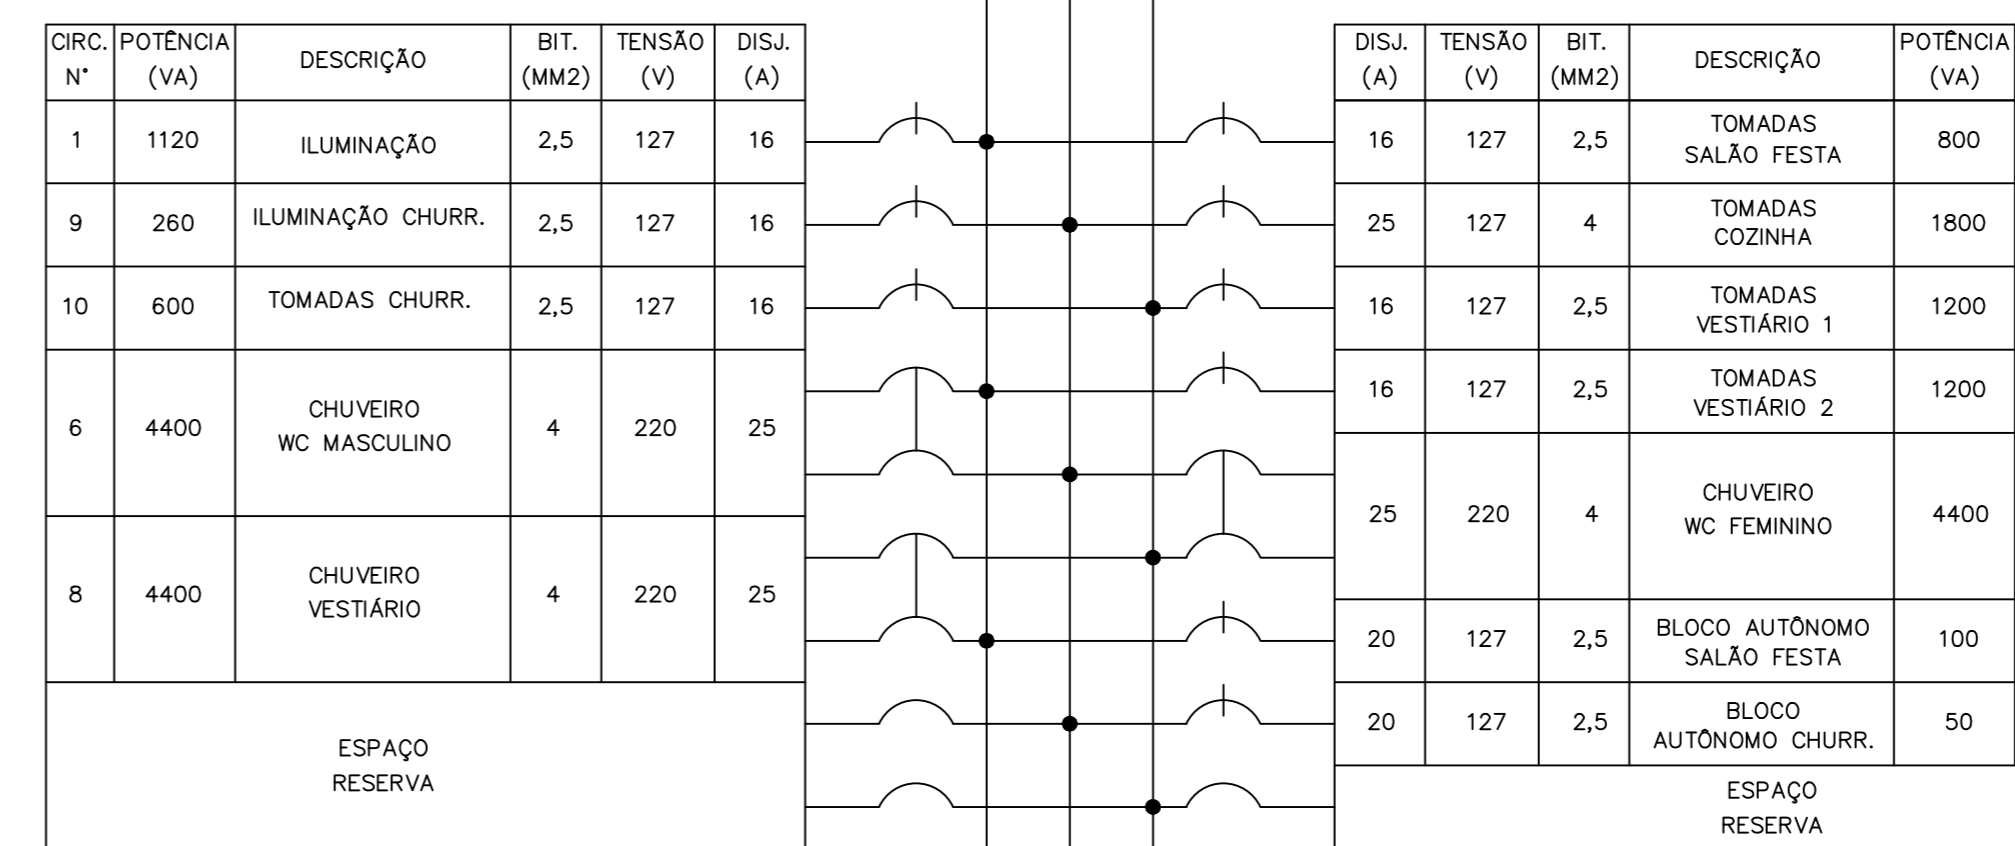 CIRC. N° POTÊNCIA (VA) DESCRIÇÃO BIT. (MM2) TENSÃO (V) DISJ. (A)
1 1120 ILUMINAÇÃO 2,5 127 16
9 260 ILUMINAÇÃO CHURR. 2,5 127 16
10 600 TOMADAS CHURR. 2,5 127 16
6 4400 CHUVEIRO WC MASCULINO 4 220 25
8 4400 CHUVEIRO VESTIÁRIO 4 220 25
ESPAÇO
RESERVA
DISJ. (A) TENSÃO (V) BIT. (MM2) DESCRIÇÃO POTÊNCIA (VA)
16 127 2,5 TOMADAS SALÃO FESTA 800
25 127 4 TOMADAS COZINHA 1800
16 127 2,5 TOMADAS VESTIÁRIO 1 1200
16 127 2,5 TOMADAS VESTIÁRIO 2 1200
25 220 4 CHUVEIRO WC FEMININO 4400
20 127 2,5 BLOCO AUTÔNOMO SALÃO FESTA 100
20 127 2,5 BLOCO AUTÔNOMO CHURR. 50
ESPAÇO
RESERVA